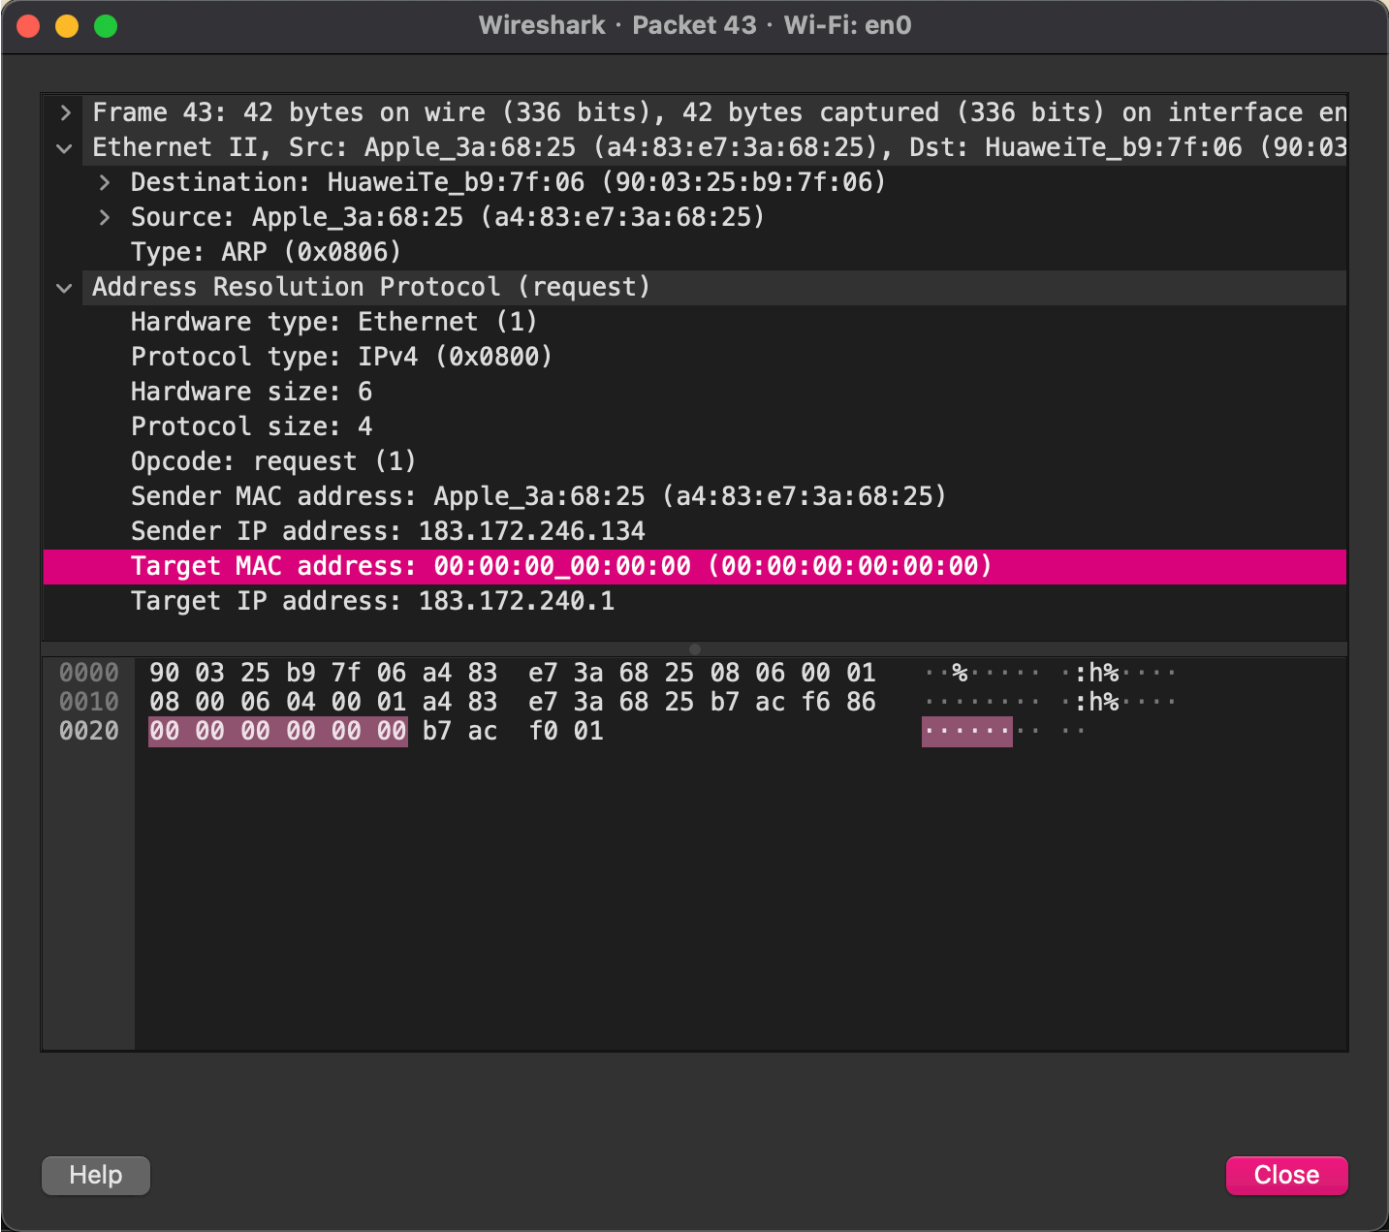 Wireshark · Packet 43 · Wi-Fi: en0
Frame 43: 42 bytes on wire (336 bits), 42 bytes captured (336 bits) on interface en
Ethernet II, Src: Apple_3a:68:25 (a4:83:e7:3a:68:25), Dst: HuaweiTe_b9:7f:06 (90:03
Destination: HuaweiTe_b9:7f:06 (90:03:25:b9:7f:06)
Source: Apple_3a:68:25 (a4:83:e7:3a:68:25)
Type: ARP (0x0806)
Address Resolution Protocol (request)
Hardware type: Ethernet (1)
Protocol type: IPv4 (0x0800)
Hardware size: 6
Protocol size: 4
Opcode: request (1)
Sender MAC address: Apple_3a:68:25 (a4:83:e7:3a:68:25)
Sender IP address: 183.172.246.134
Target MAC address: 00:00:00_00:00:00 (00:00:00:00:00:00)
Target IP address: 183.172.240.1
0000 90 03 25 b9 7f 06 a4 83 e7 3a 68 25 08 06 00 01 ··%····· ·:h%····
0010 08 00 06 04 00 01 a4 83 e7 3a 68 25 b7 ac f6 86 ········ ·:h%····
0020 00 00 00 00 00 00 b7 ac f0 01 ········ ··
Help
Close